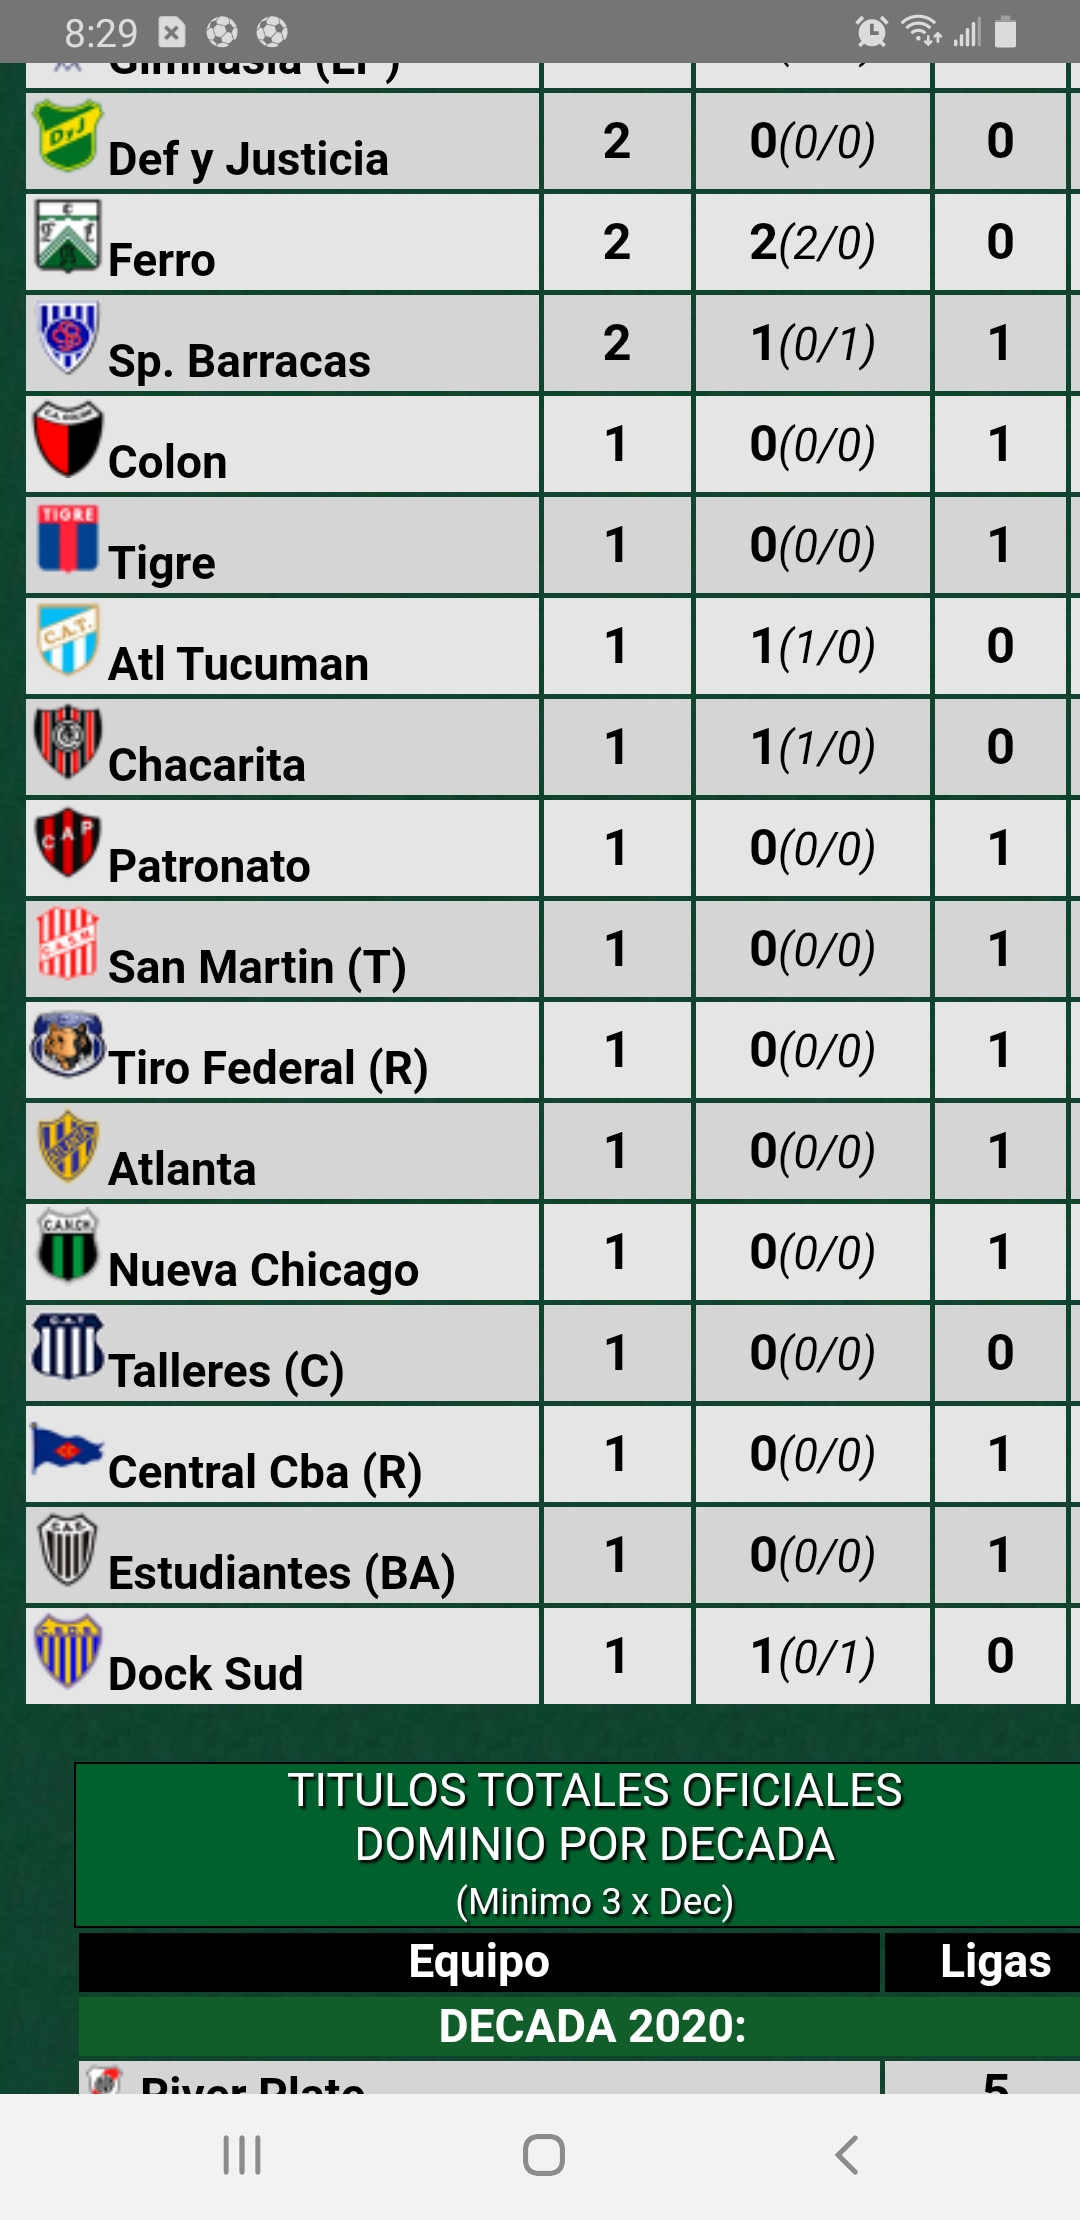 8:29
Gimnasia (LP)
Def y Justicia 2 0(0/0) 0
Ferro 2 2(2/0) 0
Sp. Barracas 2 1(0/1) 1
Colon 1 0(0/0) 1
TIGRE
Tigre 1 0(0/0) 1
C.A.T.
Atl Tucuman 1 1(1/0) 0
Chacarita 1 1(1/0) 0
CAP
Patronato 1 0(0/0) 1
San Martin (T) 1 0(0/0) 1
Tiro Federal (R) 1 0(0/0) 1
Atlanta 1 0(0/0) 1
Nueva Chicago 1 0(0/0) 1
Talleres (C) 1 0(0/0) 0
Central Cba (R) 1 0(0/0) 1
Estudiantes (BA) 1 0(0/0) 1
Dock Sud 1 1(0/1) 0
TITULOS TOTALES OFICIALES
DOMINIO POR DECADA
(Minimo 3 x Dec)
Equipo Ligas
DECADA 2020:
River Plate 5